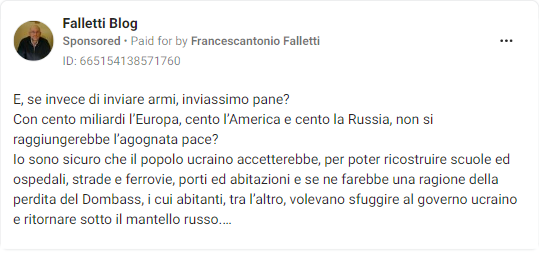 Falletti Blog
Sponsored • Paid for by Francescantonio Falletti
ID: 665154138571760
E, se invece di inviare armi, inviassimo pane?
Con cento miliardi l'Europa, cento l'America e cento la Russia, non si
raggiungerebbe l'agognata pace?
Io sono sicuro che il popolo ucraino accetterebbe, per poter ricostruire scuole ed
ospedali, strade e ferrovie, porti ed abitazioni e se ne farebbe una ragione della
perdita del Dombass, i cui abitanti, tra l'altro, volevano sfuggire al governo ucraino
e ritornare sotto il mantello russo....